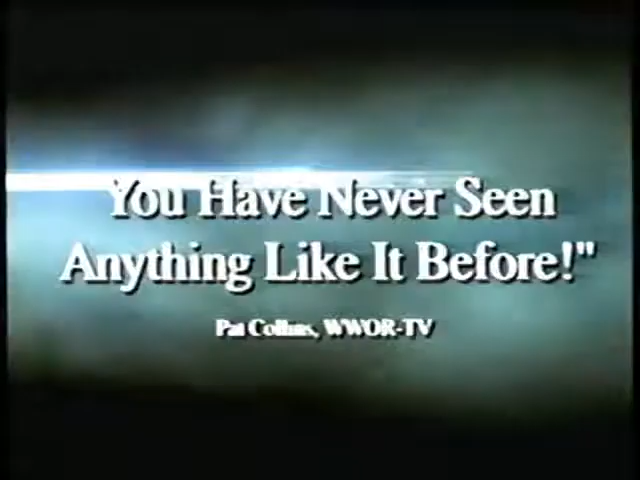 You Have Never Seen
Anything Like It Before!"
Pat Collins, WWOR-TV